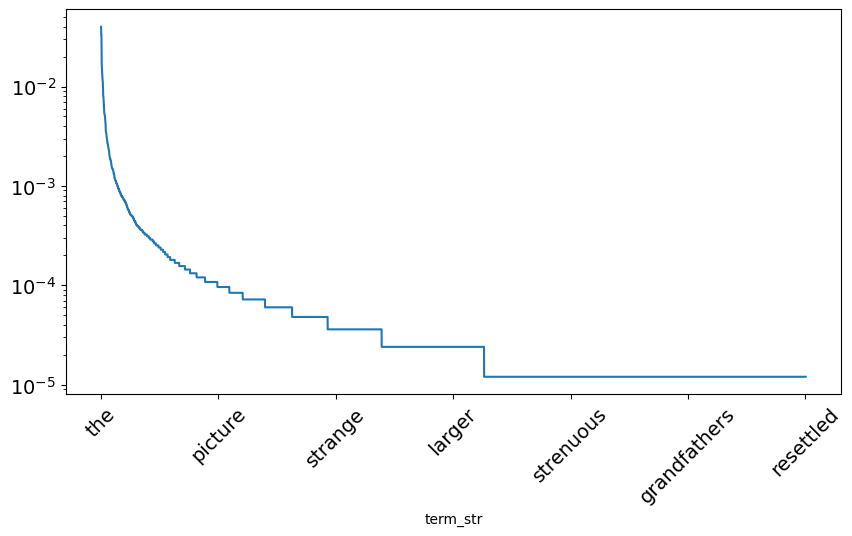 10⁻²
10⁻³
10⁻⁴
10⁻⁵
the
picture
strange
larger
strenuous
grandfathers
resettled
term_str